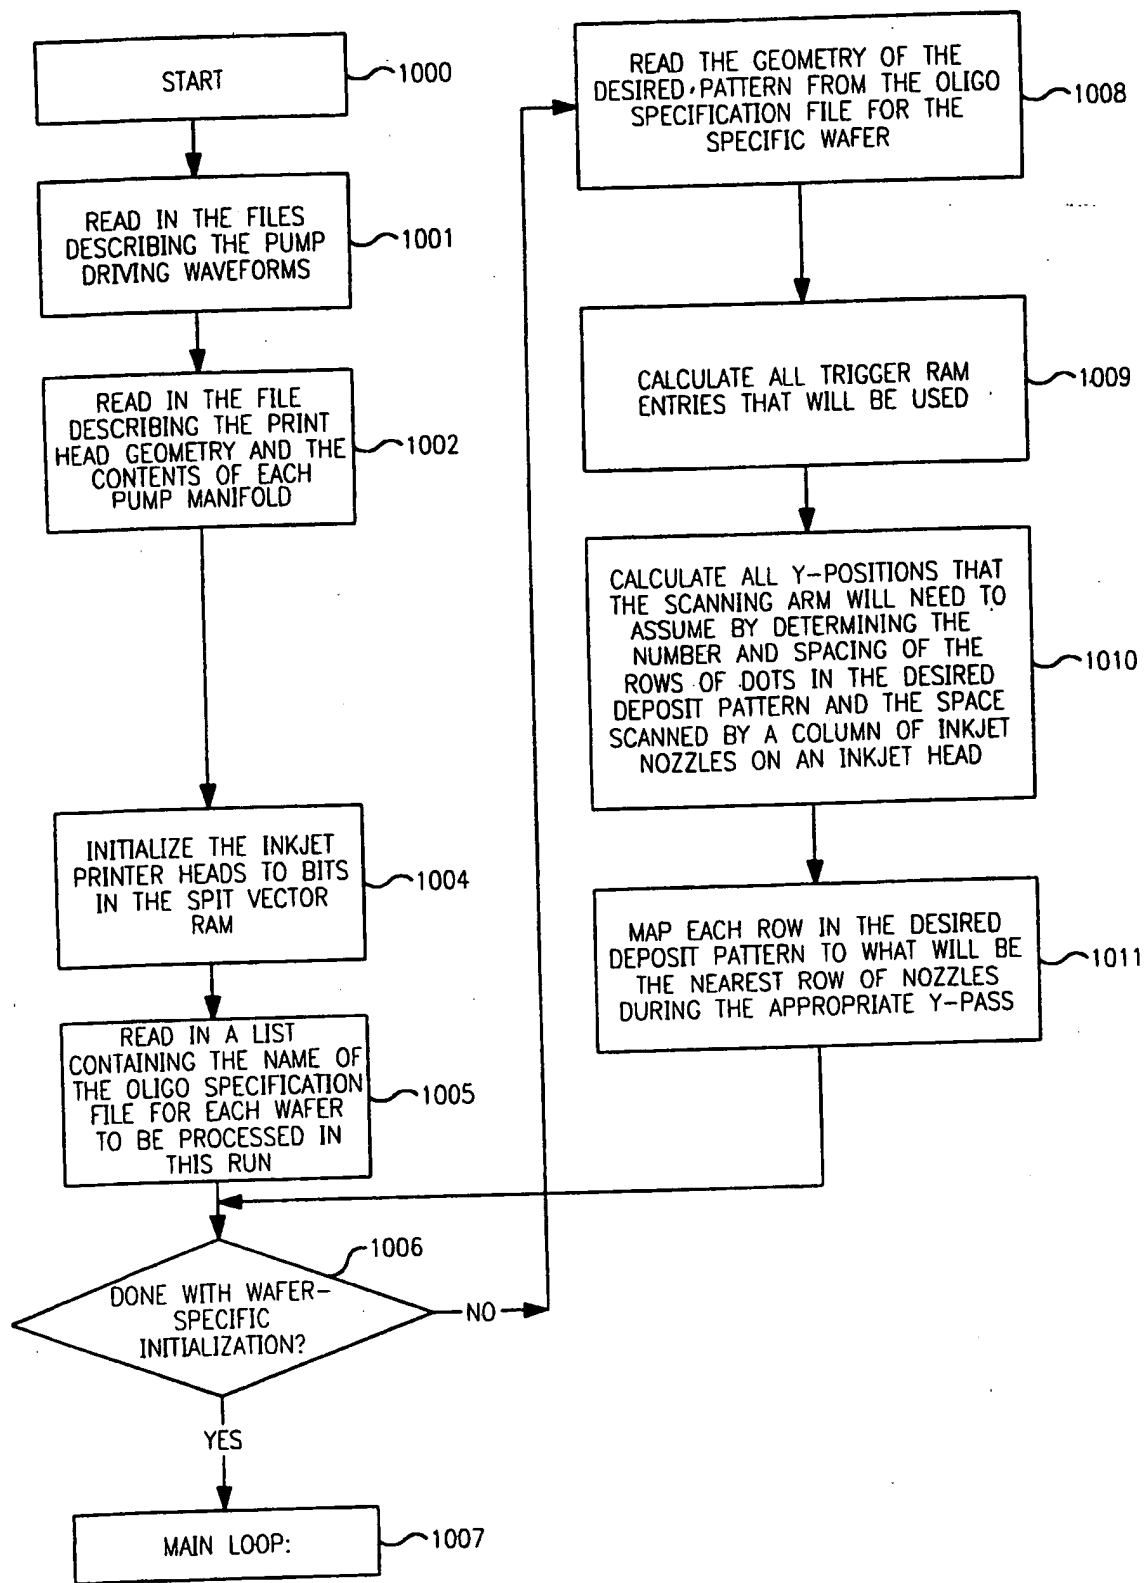 START
1000
READ IN THE FILES
DESCRIBING THE PUMP
DRIVING WAVEFORMS
1001
READ IN THE FILE
DESCRIBING THE PRINT
HEAD GEOMETRY AND THE
CONTENTS OF EACH
PUMP MANIFOLD
1002
INITIALIZE THE INKJET
PRINTER HEADS TO BITS
IN THE SPIT VECTOR
RAM
1004
READ IN A LIST
CONTAINING THE NAME OF
THE OLIGO SPECIFICATION
FILE FOR EACH WAFER
TO BE PROCESSED IN
THIS RUN
1005
DONE WITH WAFER-
SPECIFIC
INITIALIZATION?
1006
NO
YES
MAIN LOOP:
1007
READ THE GEOMETRY OF THE
DESIRED PATTERN FROM THE OLIGO
SPECIFICATION FILE FOR THE
SPECIFIC WAFER
1008
CALCULATE ALL TRIGGER RAM
ENTRIES THAT WILL BE USED
1009
CALCULATE ALL Y-POSITIONS THAT
THE SCANNING ARM WILL NEED TO
ASSUME BY DETERMINING THE
NUMBER AND SPACING OF THE
ROWS OF DOTS IN THE DESIRED
DEPOSIT PATTERN AND THE SPACE
SCANNED BY A COLUMN OF INKJET
NOZZLES ON AN INKJET HEAD
1010
MAP EACH ROW IN THE DESIRED
DEPOSIT PATTERN TO WHAT WILL BE
THE NEAREST ROW OF NOZZLES
DURING THE APPROPRIATE Y-PASS
1011